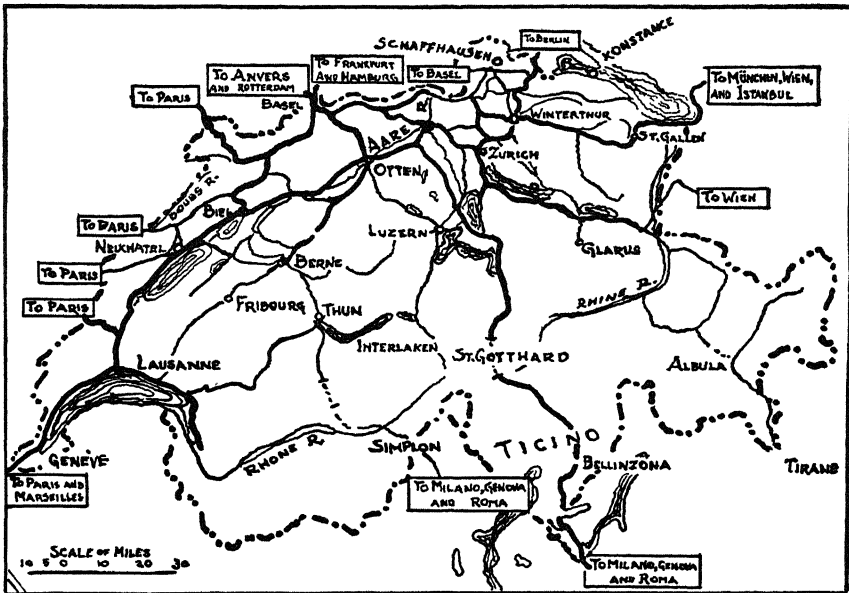 SCHAFFHAUSEN
TO BERLIN
KONSTANCE
TO ANVERS
AND ROTTERDAM
TO FRANKFURT
AND HAMBURG
TO BASEL
TO MÜNCHEN, WIEN,
AND ISTANBUL
TO PARIS
BASEL
AARE
R.
WINTERTHUR
ST. GALLEN
ZURICH
OTTEN
DOUBS R.
TO WIEN
BIEL
TO PARIS
NEUCHATEL
LUZERN
GLARUS
TO PARIS
BERNE
RHINE R.
TO PARIS
FRIBOURG
THUN
INTERLAKEN
ST. GOTTHARD
LAUSANNE
ALBULA
TICINO
RHONE R.
SIMPLON
GENEVE
BELLINZONA
TIRANS
TO PARIS AND
MARSEILLES
TO MILANO, GENOVA
AND ROMA
SCALE OF MILES
10 5 0 10 20 30
TO MILANO, GENOVA
AND ROMA